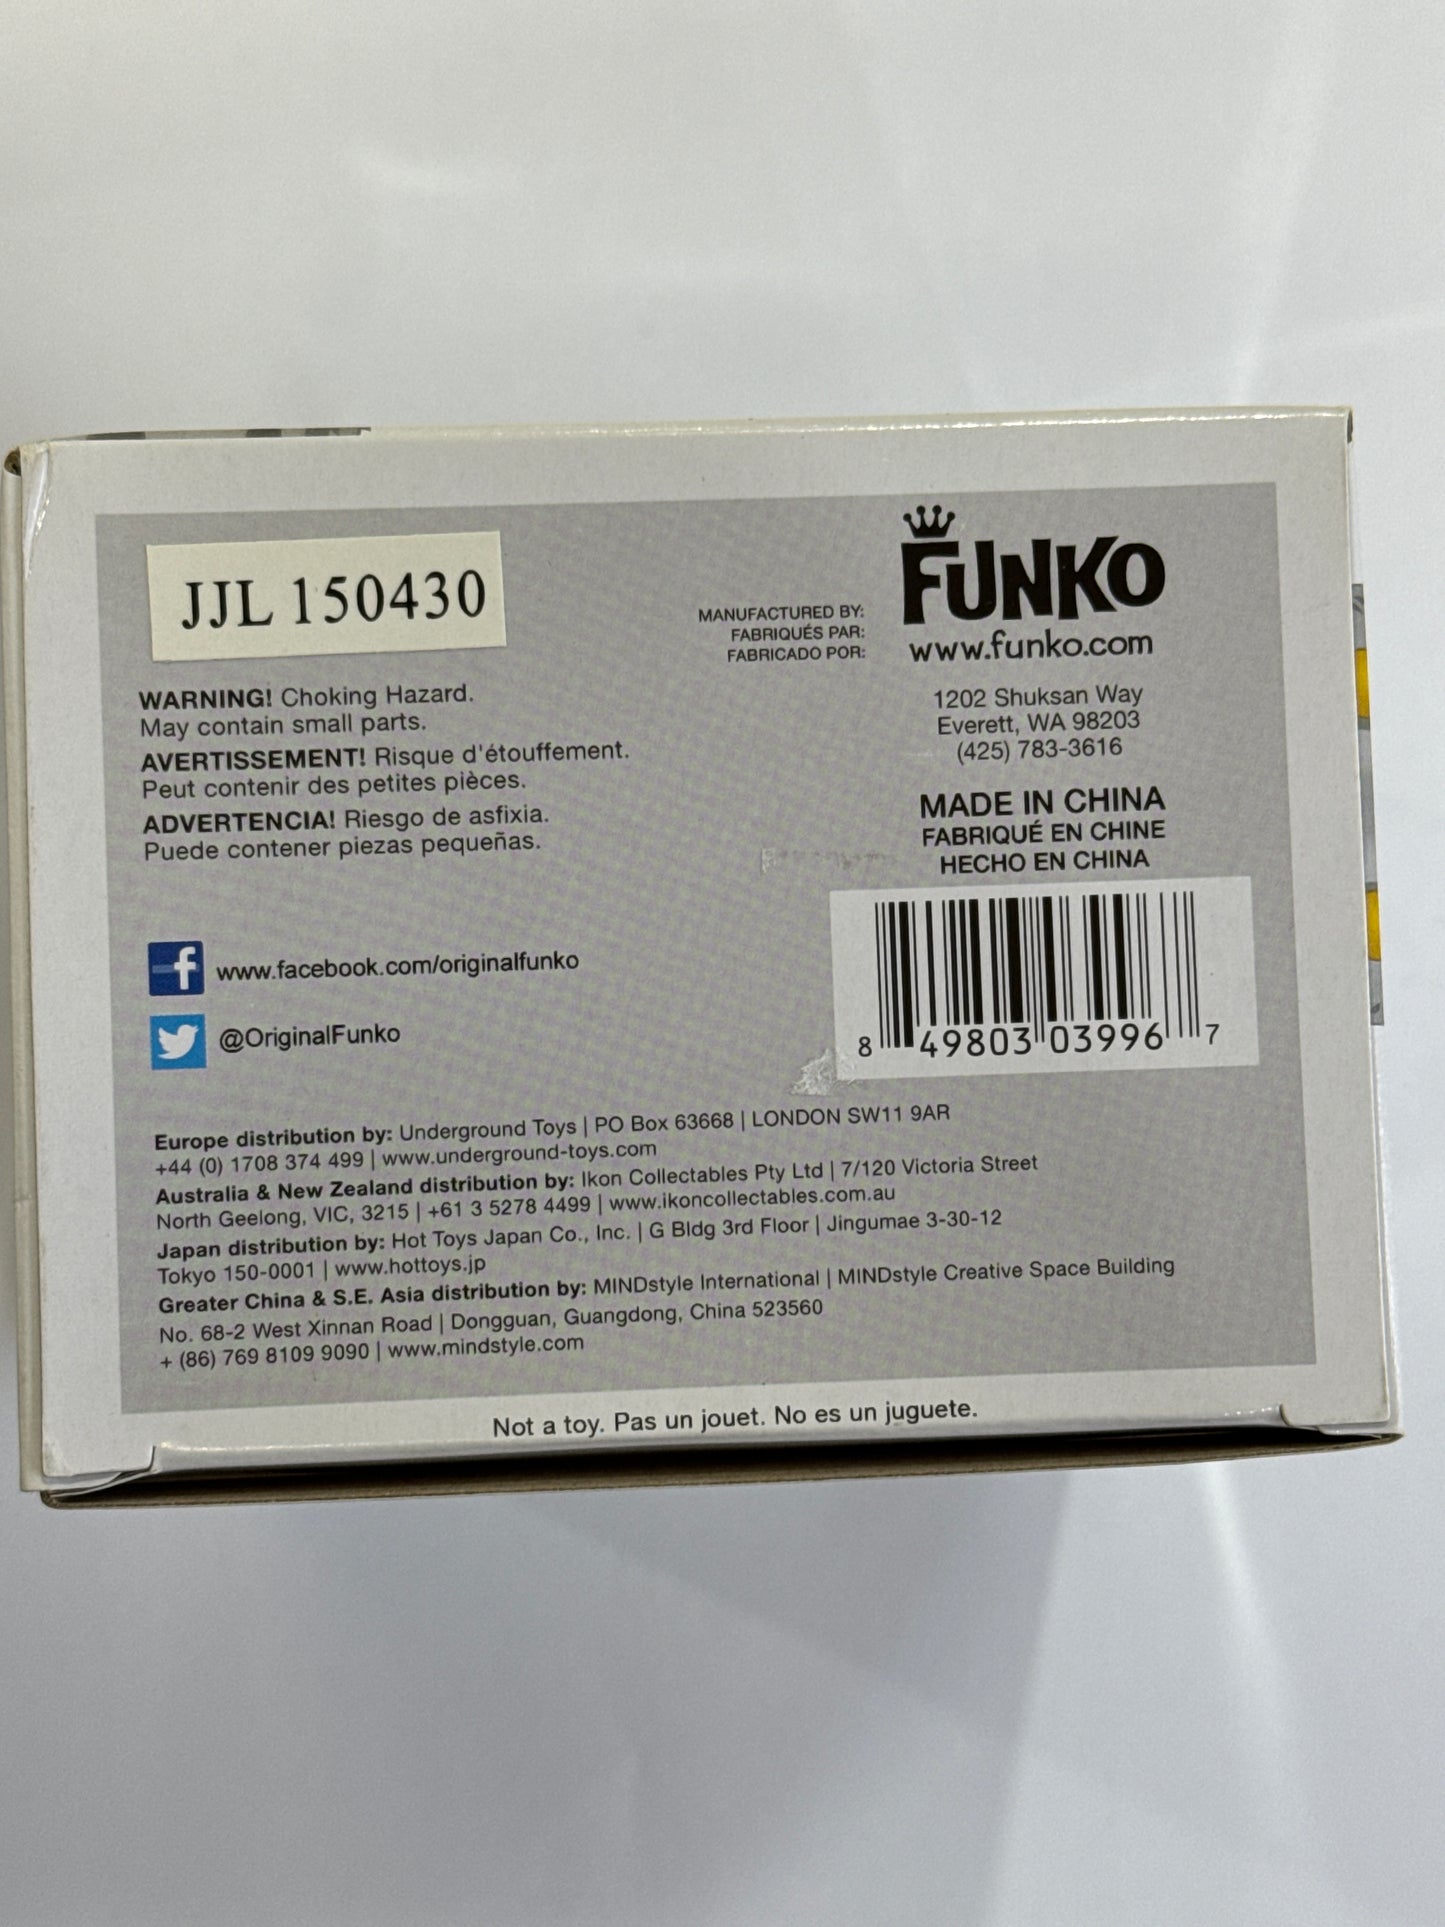 JJL 150430
MANUFACTURED BY:
FABRIQUÉS PAR:
FABRICADO POR:
FUNKO
www.funko.com
1202 Shuksan Way
Everett, WA 98203
(425) 783-3616
MADE IN CHINA
FABRIQUÉ EN CHINE
HECHO EN CHINA
WARNING! Choking Hazard.
May contain small parts.
AVERTISSEMENT! Risque d'étouffement.
Peut contenir des petites pièces.
ADVERTENCIA! Riesgo de asfixia.
Puede contener piezas pequeñas.
f www.facebook.com/originalfunko
@OriginalFunko
8 49803 03996 7
Europe distribution by: Underground Toys | PO Box 63668 | LONDON SW11 9AR
+44 (0) 1708 374 499 | www.underground-toys.com
Australia & New Zealand distribution by: Ikon Collectables Pty Ltd | 7/120 Victoria Street
North Geelong, VIC, 3215 | +61 3 5278 4499 | www.ikoncollectables.com.au
Japan distribution by: Hot Toys Japan Co., Inc. | G Bldg 3rd Floor | Jingumae 3-30-12
Tokyo 150-0001 | www.hottoys.jp
Greater China & S.E. Asia distribution by: MINDstyle International | MINDstyle Creative Space Building
No. 68-2 West Xinnan Road | Dongguan, Guangdong, China 523560
+ (86) 769 8109 9090 | www.mindstyle.com
Not a toy. Pas un jouet. No es un juguete.